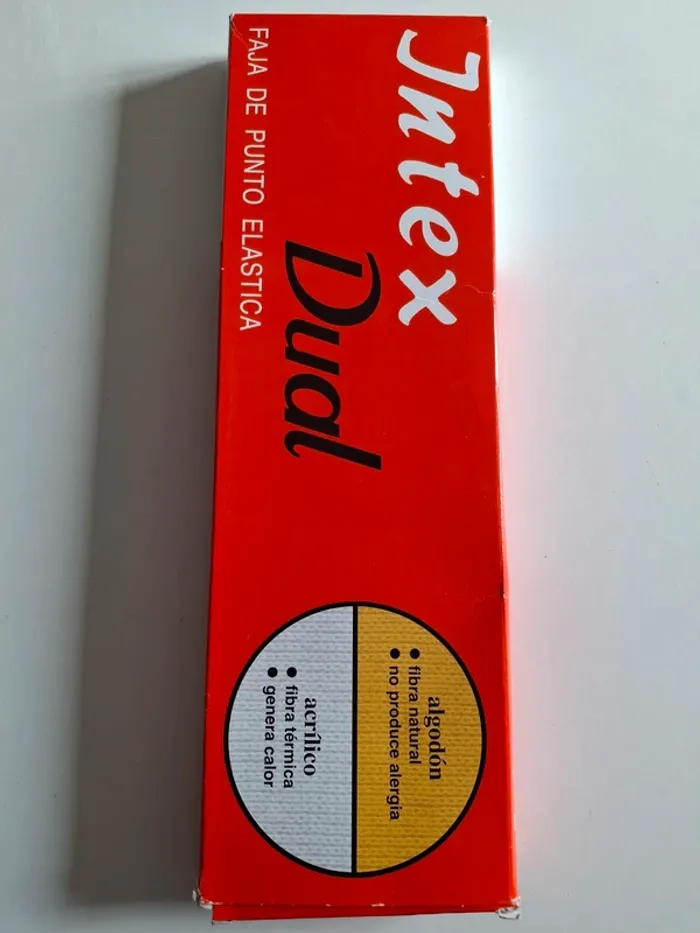 Intex
Dual
FAJA DE PUNTO ELASTICA
algodón
• fibra natural
• no produce alergia
acrílico
• fibra térmica
• genera calor